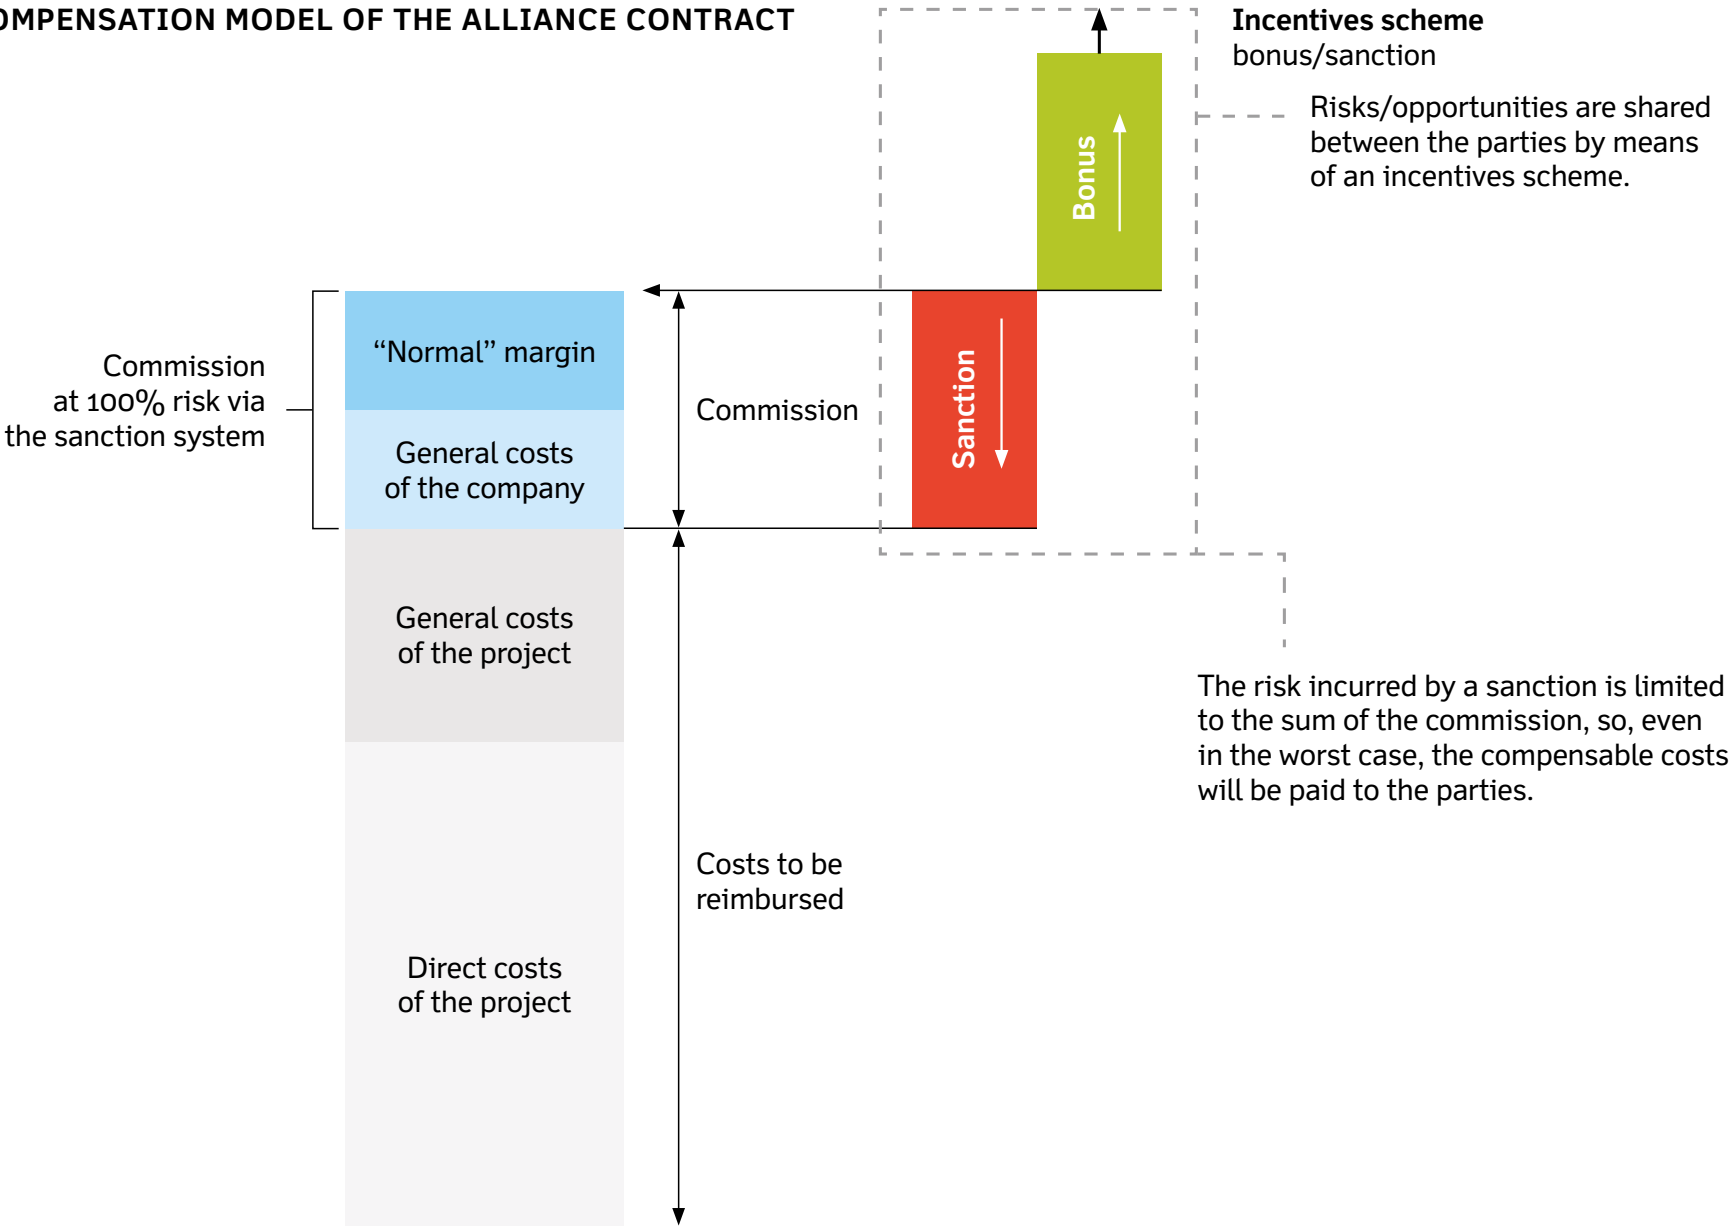 OMPENSATION MODEL OF THE ALLIANCE CONTRACT
Incentives scheme
bonus/sanction
Risks/opportunities are shared
between the parties by means
of an incentives scheme.
Bonus
Commission
at 100% risk via
the sanction system
“Normal” margin
General costs
of the company
Commission
Sanction
General costs
of the project
The risk incurred by a sanction is limited
to the sum of the commission, so, even
in the worst case, the compensable costs
will be paid to the parties.
Costs to be
reimbursed
Direct costs
of the project